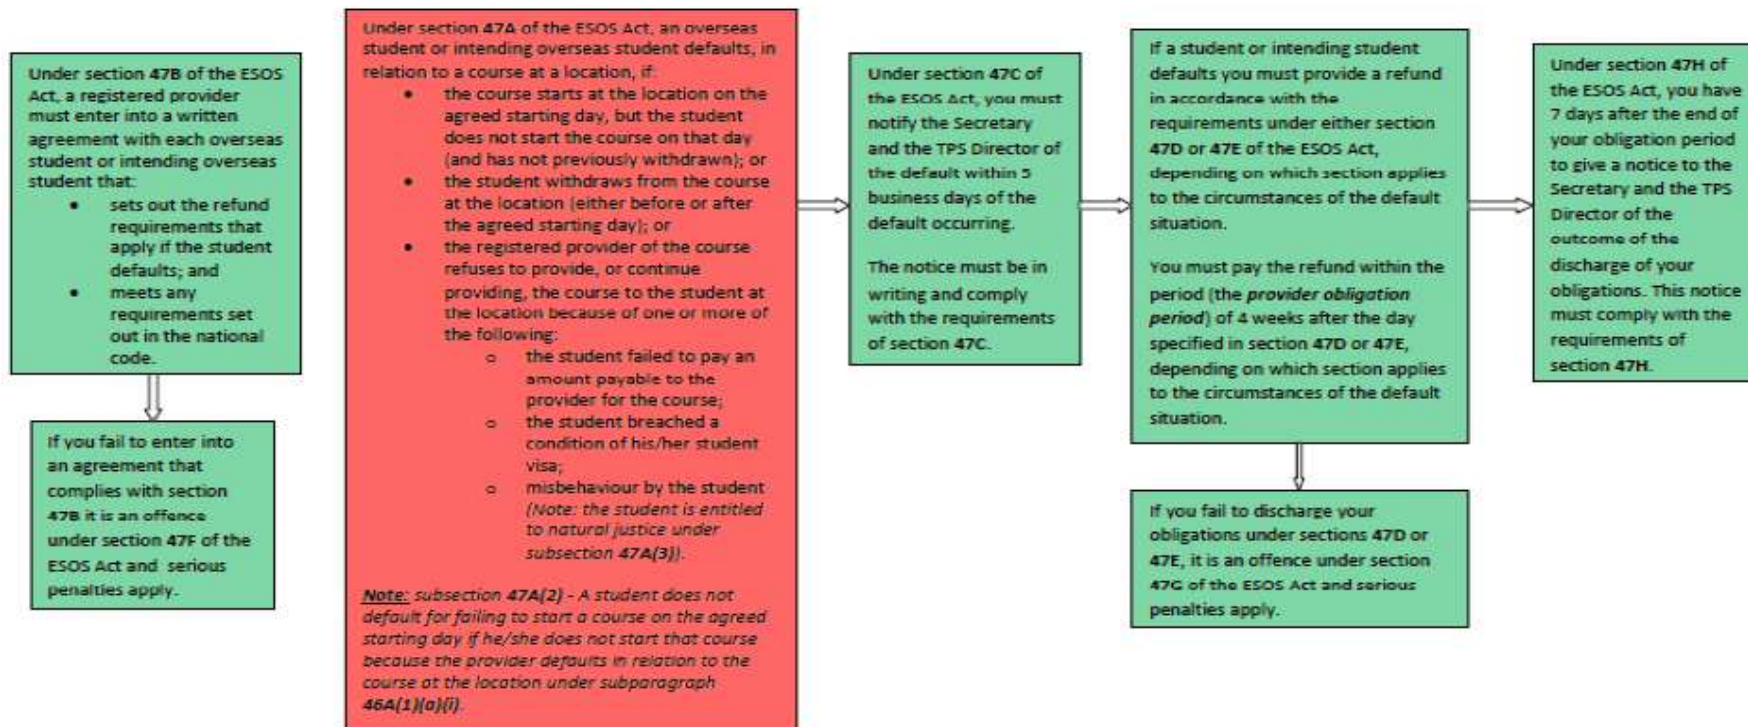 Under section 47B of the ESOS
Act, a registered provider
must enter into a written
agreement with each overseas
student or intending overseas
student that:
• sets out the refund
requirements that
apply if the student
defaults; and
• meets any
requirements set
out in the national
code.
If you fail to enter into
an agreement that
complies with section
47B it is an offence
under section 47F of the
ESOS Act and serious
penalties apply.
Under section 47A of the ESOS Act, an overseas
student or intending overseas student defaults, in
relation to a course at a location, if:
• the course starts at the location on the
agreed starting day, but the student
does not start the course on that day
(and has not previously withdrawn); or
• the student withdraws from the course
at the location (either before or after
the agreed starting day); or
• the registered provider of the course
refuses to provide, or continue
providing, the course to the student at
the location because of one or more of
the following:
o the student failed to pay an
amount payable to the
provider for the course;
o the student breached a
condition of his/her student
visa;
o misbehaviour by the student
(Note: the student is entitled
to natural justice under
subsection 47A(3)).
Note: subsection 47A(2) - A student does not
default for failing to start a course on the agreed
starting day if he/she does not start that course
because the provider defaults in relation to the
course at the location under subparagraph
46A(1)(a)(i).
Under section 47C of
the ESOS Act, you must
notify the Secretary
and the TPS Director of
the default within 5
business days of the
default occurring.
The notice must be in
writing and comply
with the requirements
of section 47C.
If a student or intending student
defaults you must provide a refund
in accordance with the
requirements under either section
47D or 47E of the ESOS Act,
depending on which section applies
to the circumstances of the default
situation.
You must pay the refund within the
period (the provider obligation
period) of 4 weeks after the day
specified in section 47D or 47E,
depending on which section applies
to the circumstances of the default
situation.
If you fail to discharge your
obligations under sections 47D or
47E, it is an offence under section
47G of the ESOS Act and serious
penalties apply.
Under section 47H of
the ESOS Act, you have
7 days after the end of
your obligation period
to give a notice to the
Secretary and the TPS
Director of the
outcome of the
discharge of your
obligations. This notice
must comply with the
requirements of
section 47H.